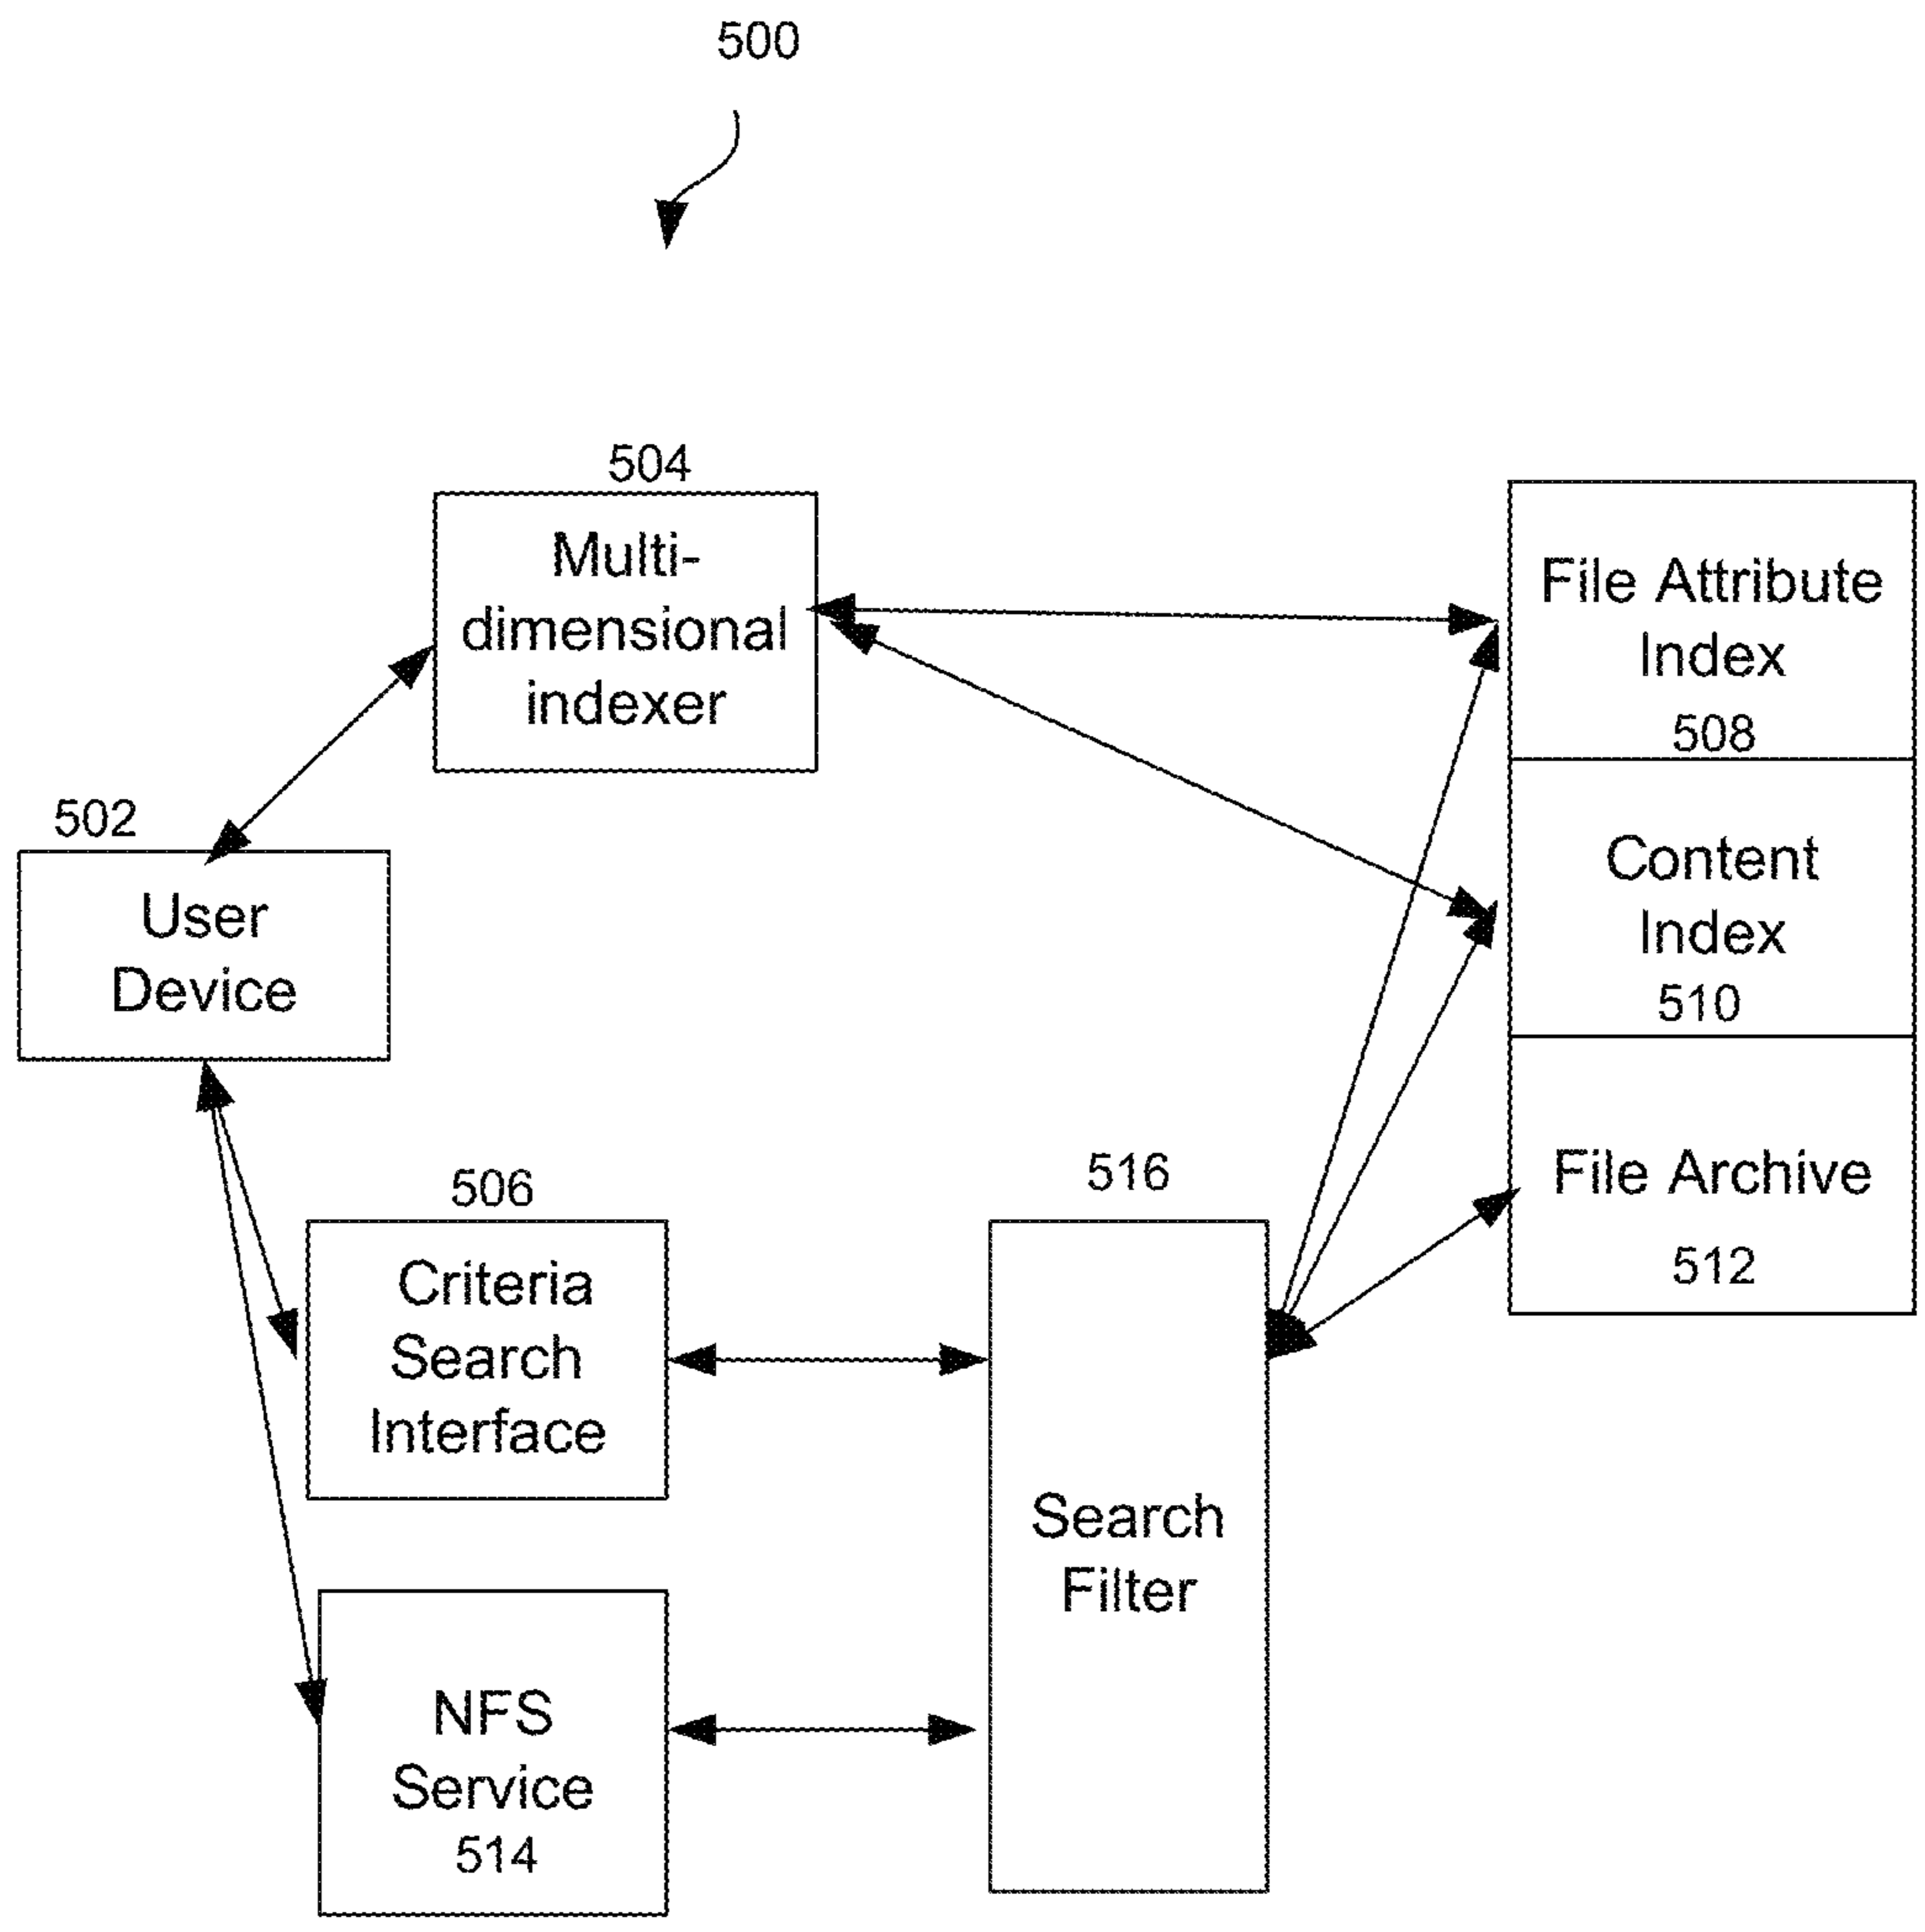 500
504
Multi-
dimensional
indexer
File Attribute
Index
508
502
User
Device
Content
Index
510
File Archive
512
506
Criteria
Search
Interface
516
Search
Filter
NFS
Service
514